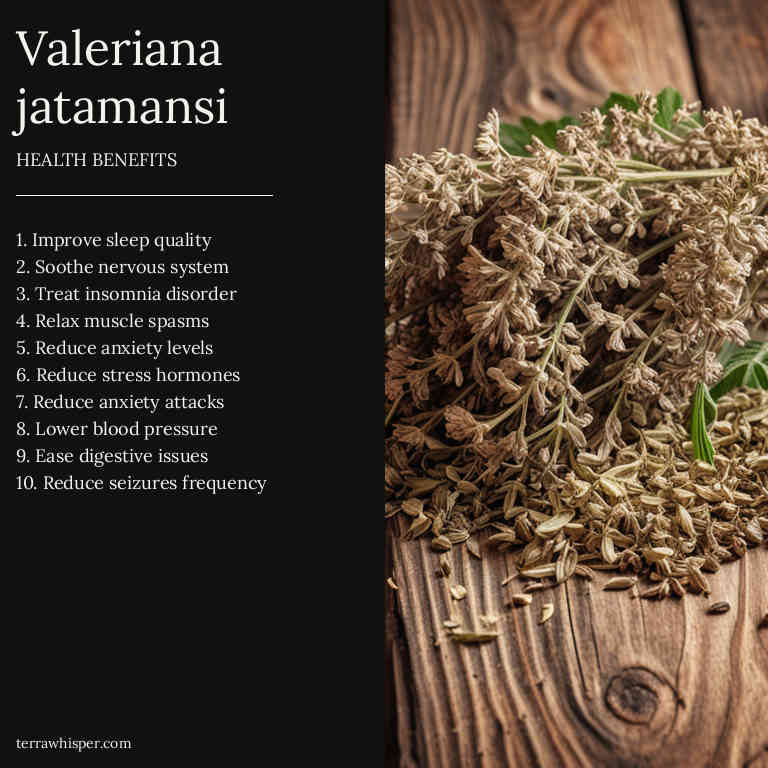 Valeriana
jatamansi
HEALTH BENEFITS
1. Improve sleep quality
2. Soothe nervous system
3. Treat insomnia disorder
4. Relax muscle spasms
5. Reduce anxiety levels
6. Reduce stress hormones
7. Reduce anxiety attacks
8. Lower blood pressure
9. Ease digestive issues
10. Reduce seizures frequency
terrawhisper.com